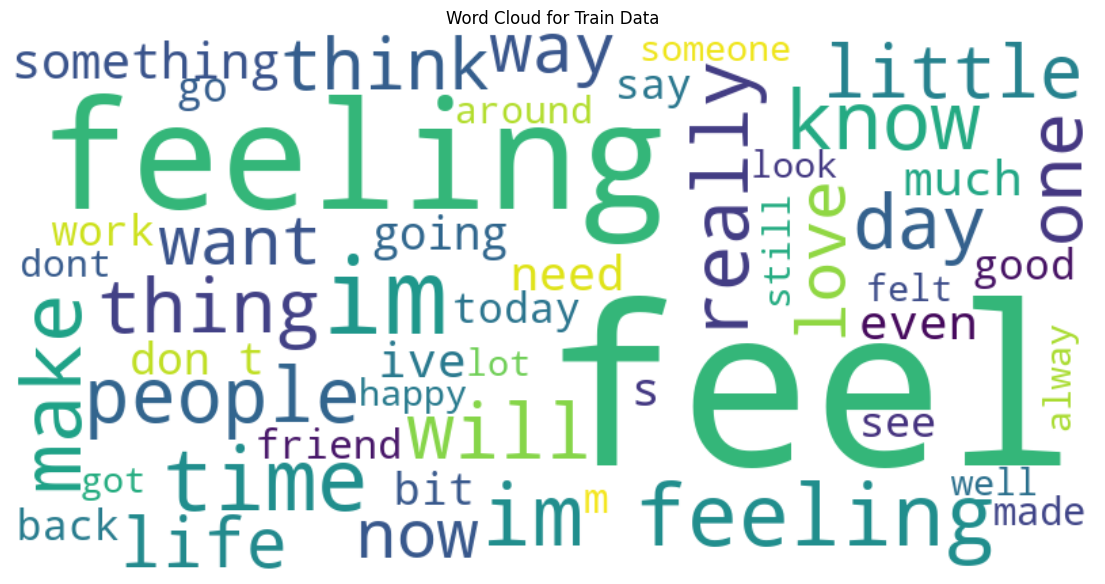 Word Cloud for Train Data
something
think
way
someone
little
go
say
around
feeling
really
know
look
one
much
work
want
going
still
love
day
dont
need
good
felt
thing
im
today
even
make
don t
ive
lot
alway
people
happy
s
feel
see
friend
will
got
time
bit
im feeling
m
well
made
back
life
now